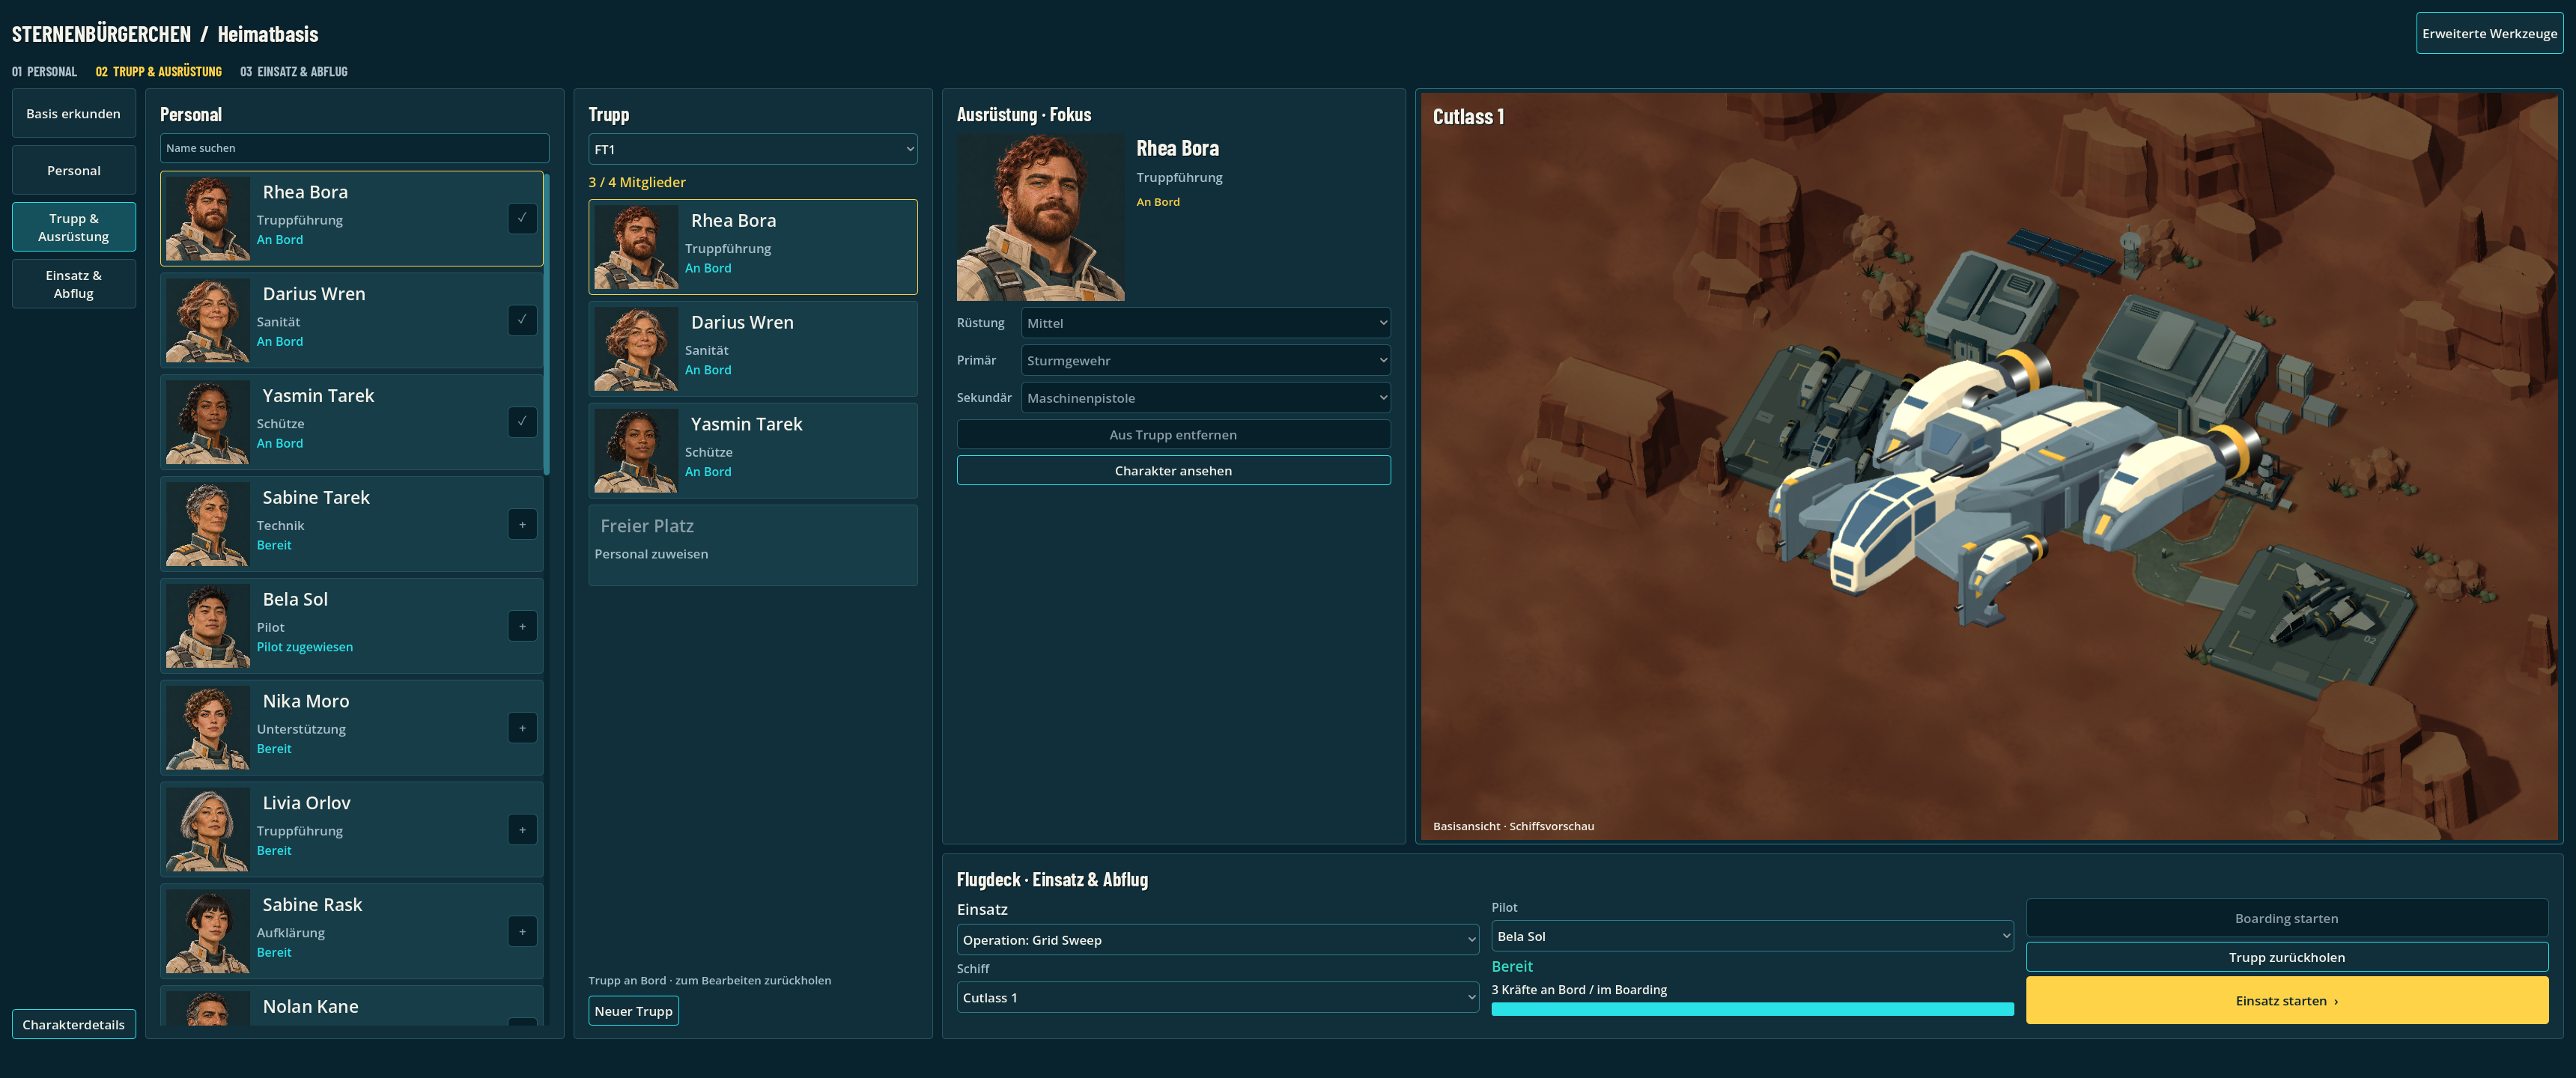 STERNENBÜRGERCHEN / Heimatbasis
Erweiterte Werkzeuge
01 PERSONAL 02 TRUPP & AUSRÜSTUNG 03 EINSATZ & ABFLUG
Basis erkunden
Personal
Trupp &
Ausrüstung
Einsatz &
Abflug
Charakterdetails
Personal
Name suchen
Rhea Bora
Truppführung
An Bord
✓
Darius Wren
Sanität
An Bord
✓
Yasmin Tarek
Schütze
An Bord
✓
Sabine Tarek
Technik
Bereit
+
Bela Sol
Pilot
Pilot zugewiesen
+
Nika Moro
Unterstützung
Bereit
+
Livia Orlov
Truppführung
Bereit
+
Sabine Rask
Aufklärung
Bereit
+
Nolan Kane
Trupp
FT1
3 / 4 Mitglieder
Rhea Bora
Truppführung
An Bord
Darius Wren
Sanität
An Bord
Yasmin Tarek
Schütze
An Bord
Freier Platz
Personal zuweisen
Trupp an Bord · zum Bearbeiten zurückholen
Neuer Trupp
Ausrüstung · Fokus
Rhea Bora
Truppführung
An Bord
Rüstung Mittel
Primär Sturmgewehr
Sekundär Maschinenpistole
Aus Trupp entfernen
Charakter ansehen
Cutlass 1
02
Basisansicht · Schiffsvorschau
Flugdeck · Einsatz & Abflug
Einsatz
Operation: Grid Sweep
Schiff
Cutlass 1
Pilot
Bela Sol
Bereit
3 Kräfte an Bord / im Boarding
Boarding starten
Trupp zurückholen
Einsatz starten ›